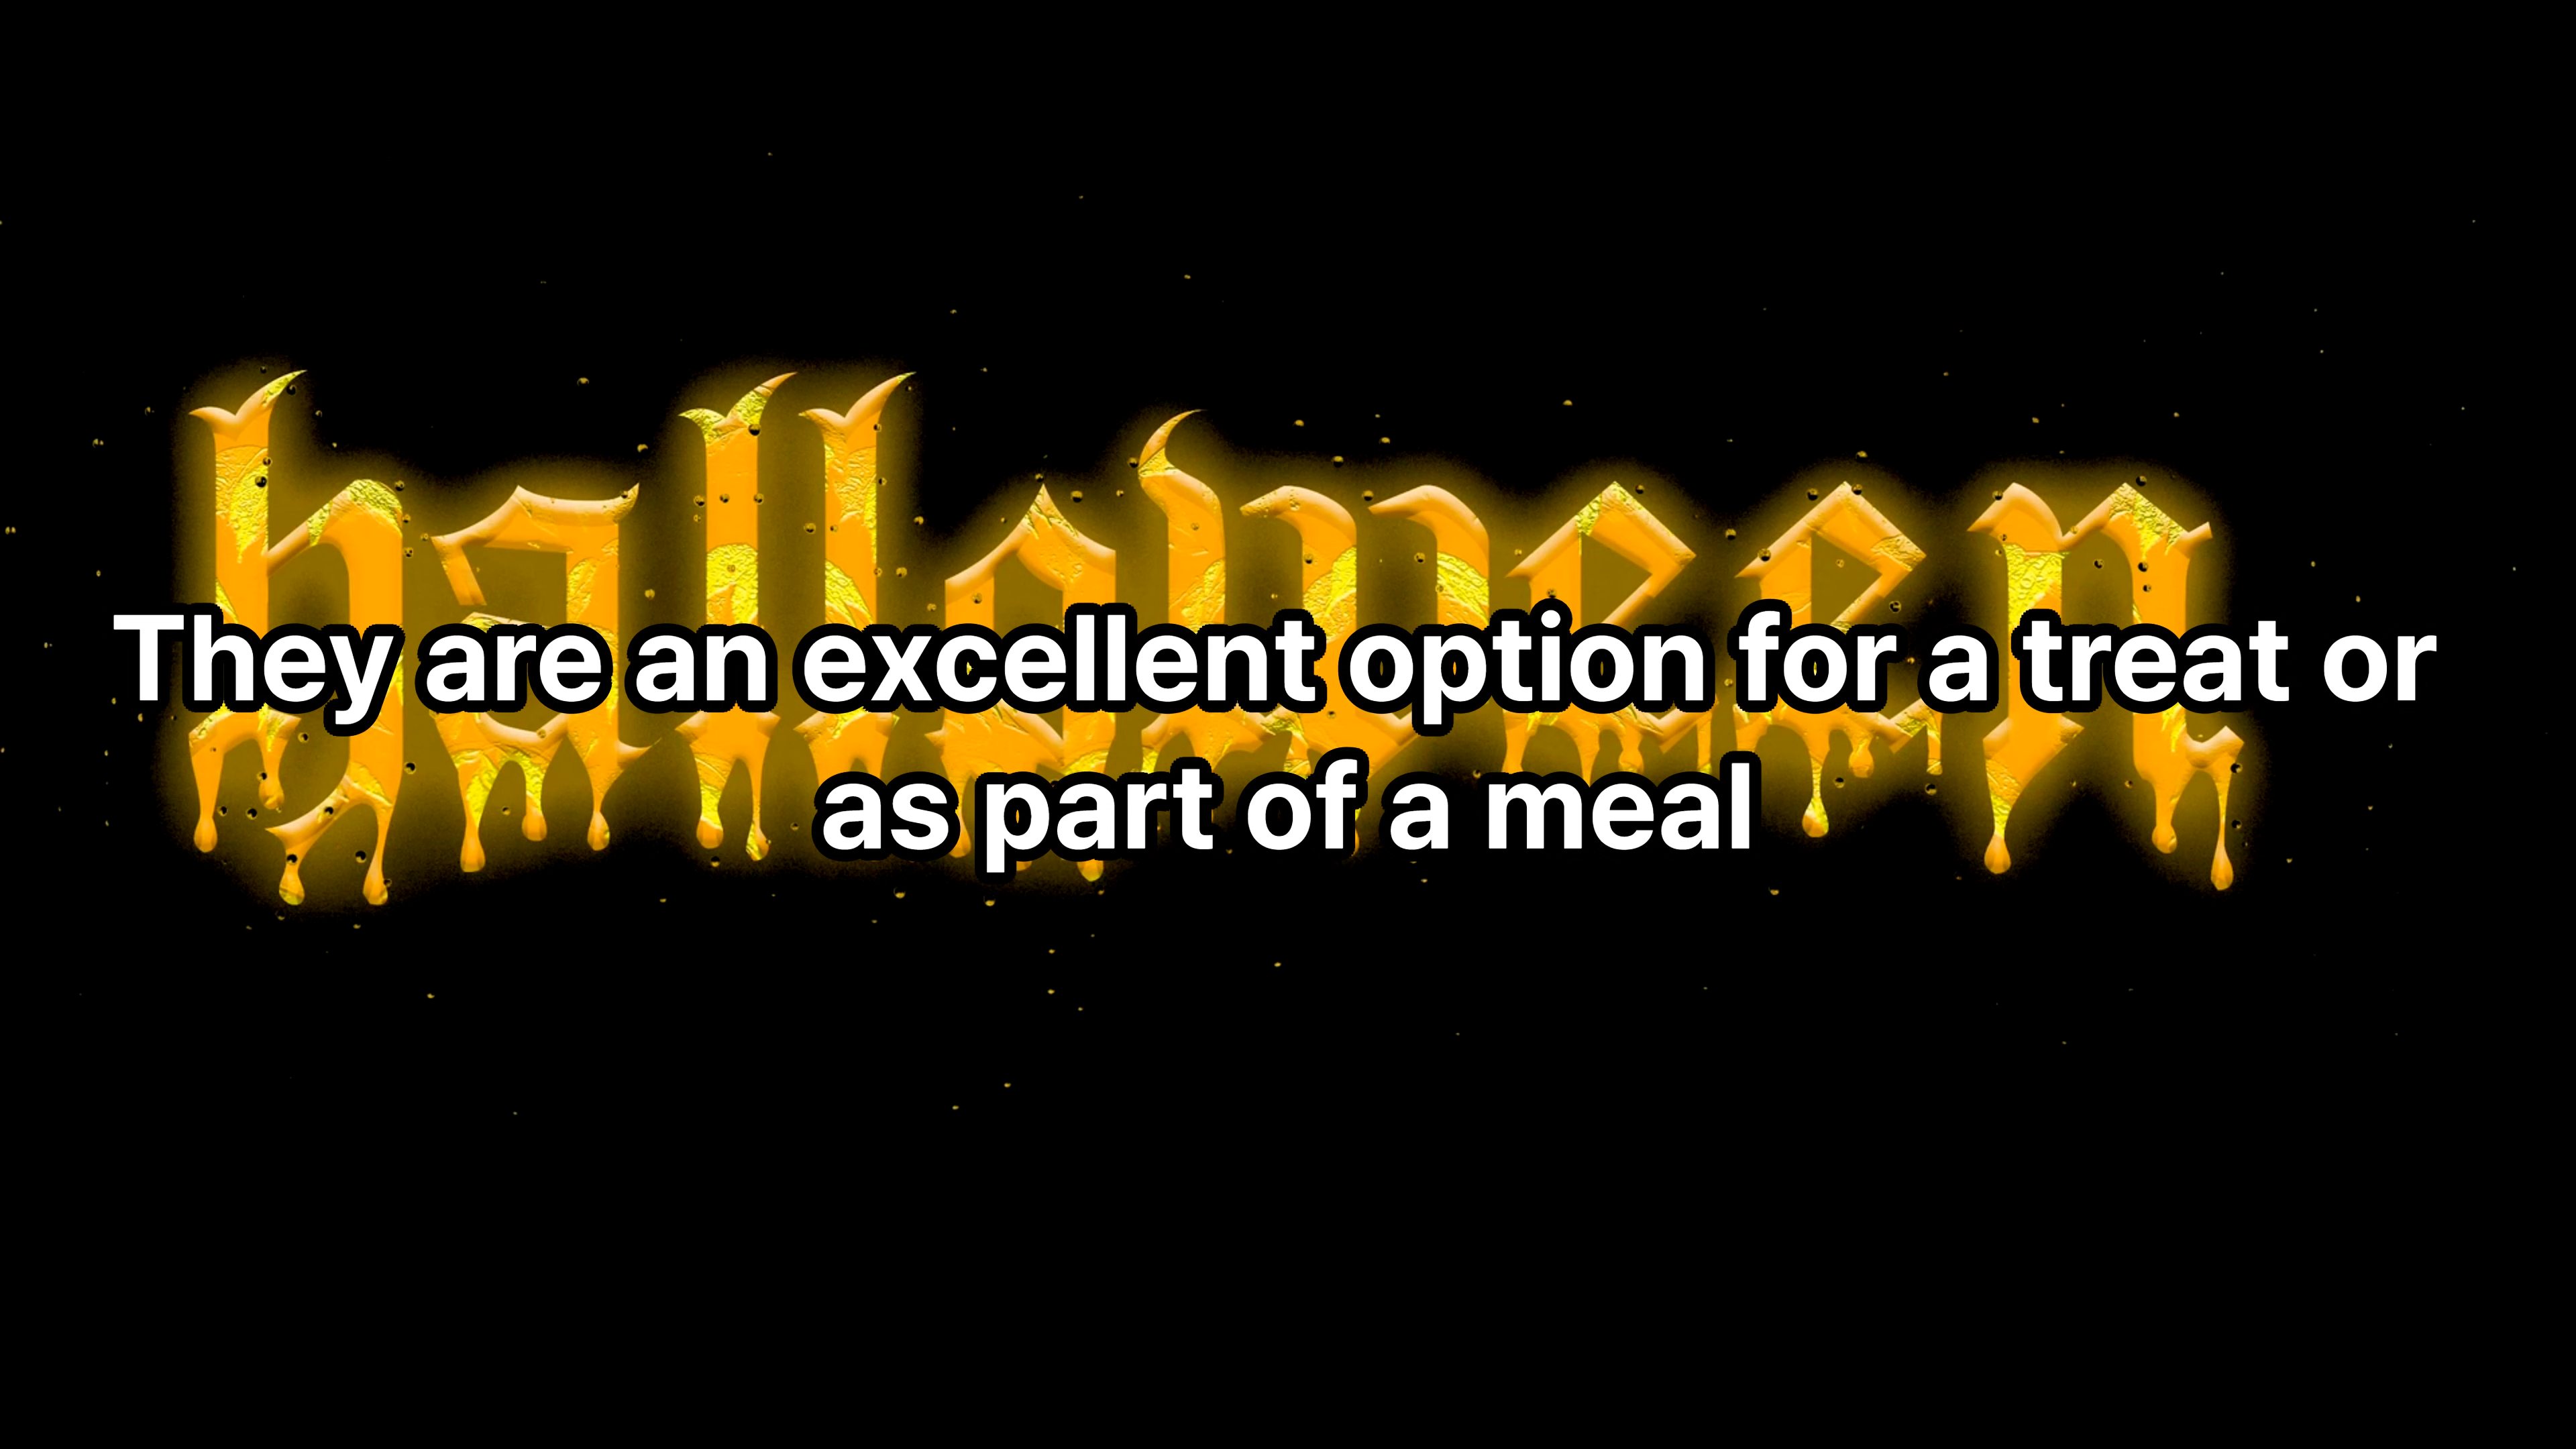 halloween
They are an excellent option for a treat or
as part of a meal